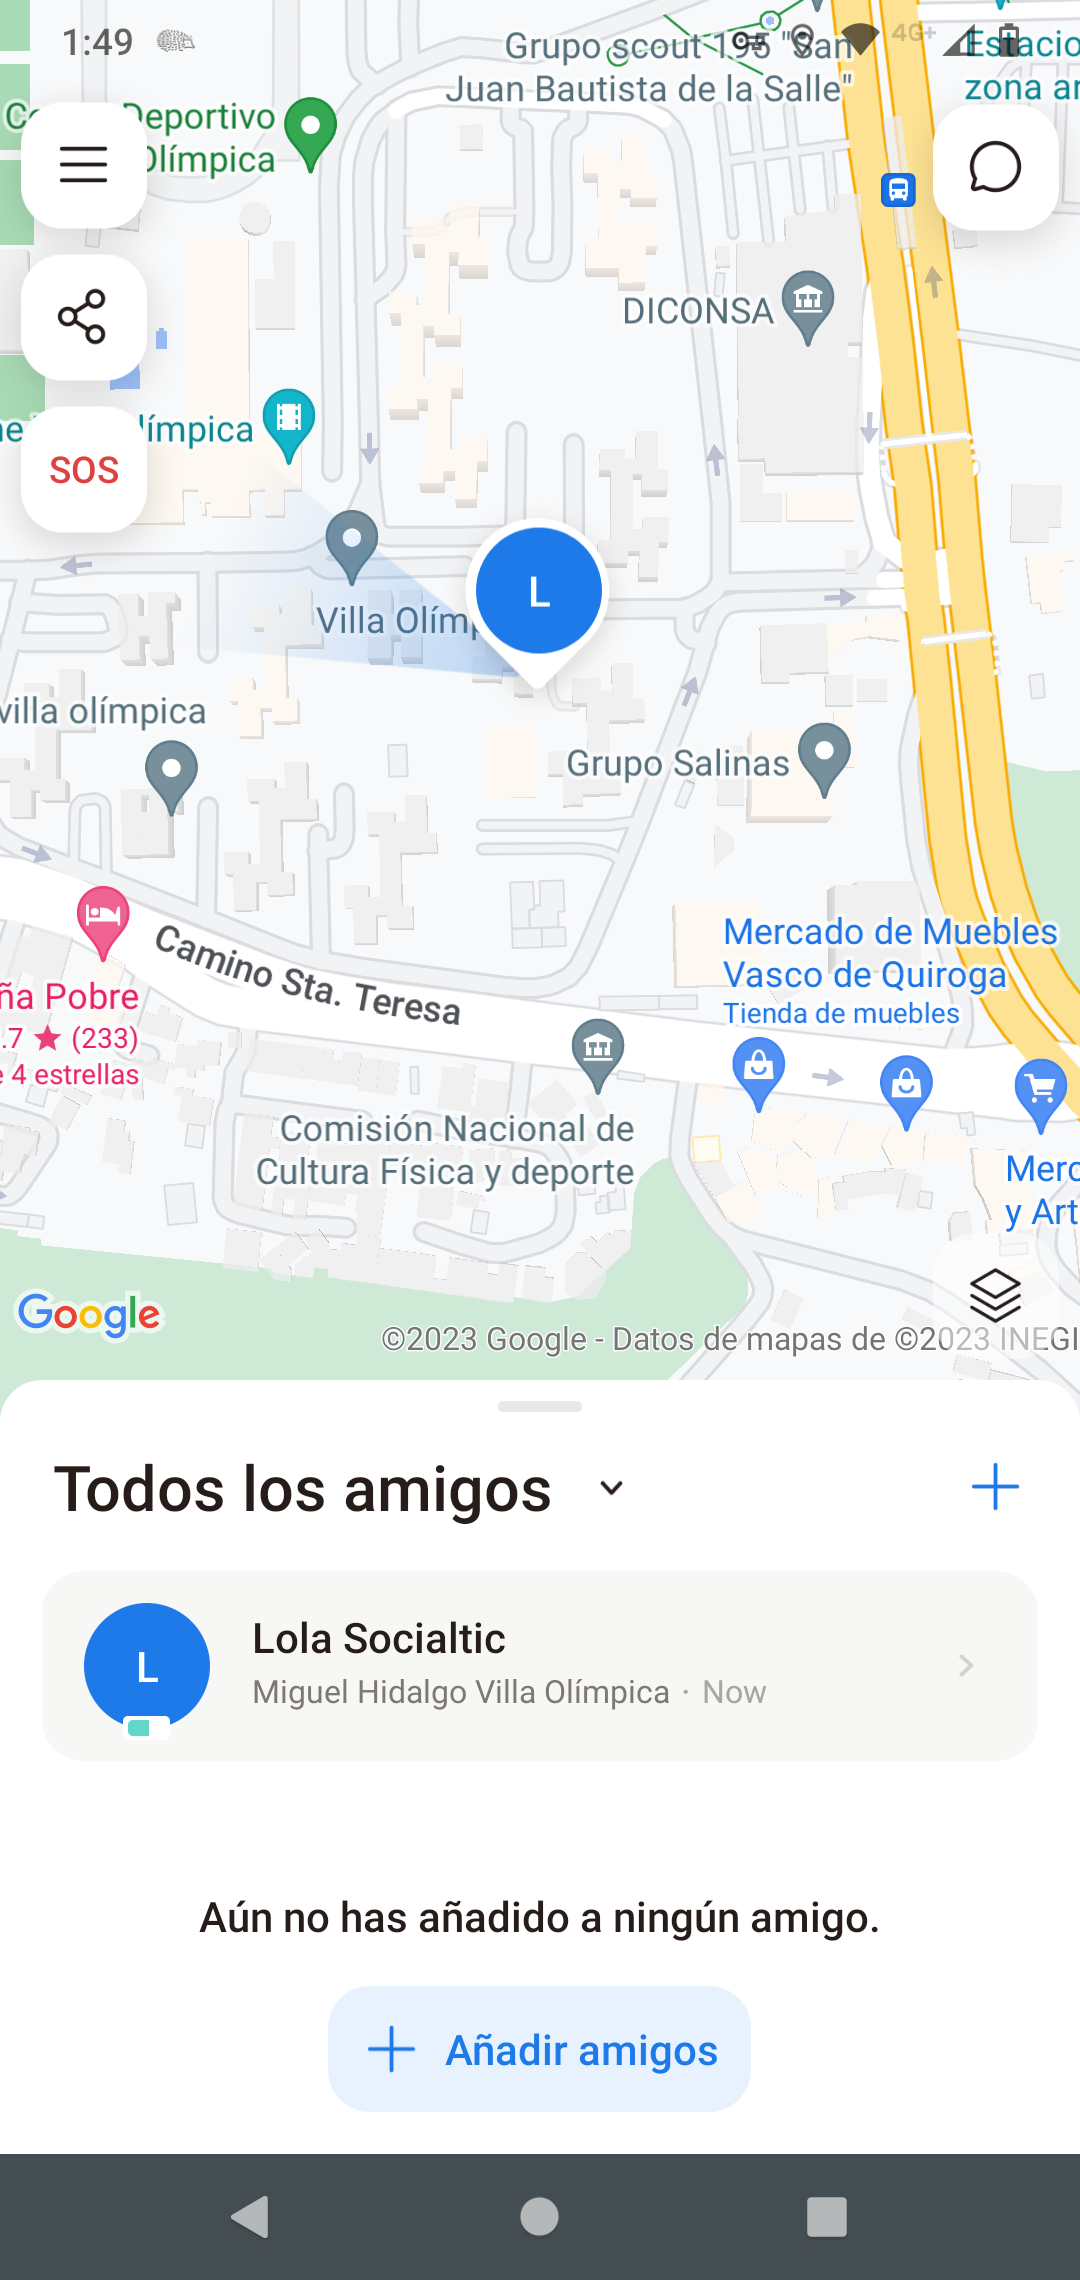 1:49
4G+
Grupo scout 195 "San
Juan Bautista de la Salle"
Estacio
zona ar
Deportivo
Olímpica
DICONSA
límpica
SOS
Villa Olímp
L
villa olímpica
Grupo Salinas
Camino Sta. Teresa
Mercado de Muebles
Vasco de Quiroga
Tienda de muebles
ña Pobre
.7 ★ (233)
e 4 estrellas
Comisión Nacional de
Cultura Física y deporte
Merc
y Art
Google
©2023 Google - Datos de mapas de ©2023 INEGI
Todos los amigos
L
Lola Socialtic
Miguel Hidalgo Villa Olímpica · Now
Aún no has añadido a ningún amigo.
Añadir amigos